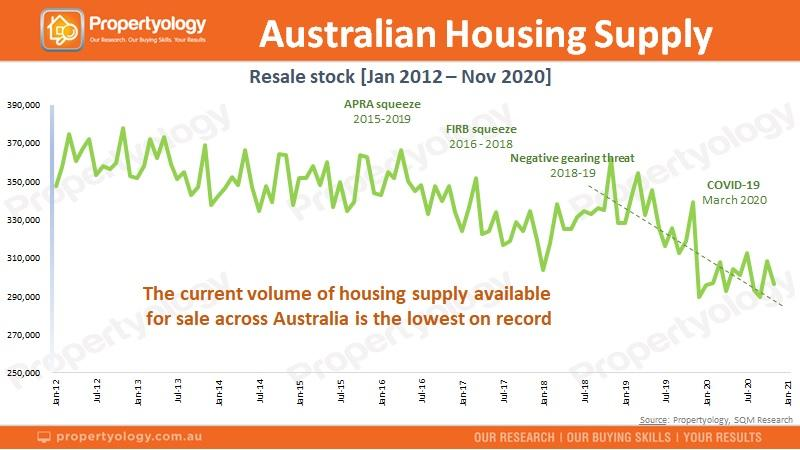 Propertyology
Our Research. Our Buying Skills. Your Results
Australian Housing Supply
Resale stock [Jan 2012 – Nov 2020]
390,000
370,000
350,000
330,000
310,000
290,000
270,000
250,000
APRA squeeze
2015-2019
FIRB squeeze
2016 - 2018
Negative gearing threat
2018-19
COVID-19
March 2020
The current volume of housing supply available
for sale across Australia is the lowest on record
Propertyology
Propertyology
Propertyology
Propertyology
Propertyology
Propertyology
Jan-12
Jul-12
Jan-13
Jul-13
Jan-14
Jul-14
Jan-15
Jul-15
Jan-16
Jul-16
Jan-17
Jul-17
Jan-18
Jul-18
Jan-19
Jul-19
Jan-20
Jul-20
Jan-21
Source: Propertyology, SQM Research
propertyology.com.au
OUR RESEARCH | OUR BUYING SKILLS | YOUR RESULTS